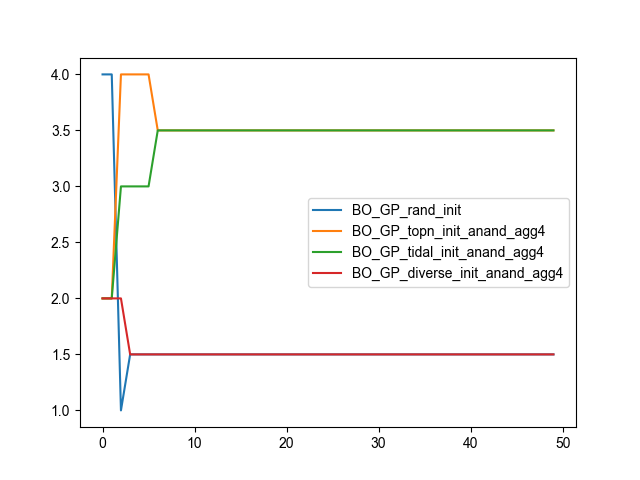 4.0
3.5
3.0
2.5
2.0
1.5
1.0
BO_GP_rand_init
BO_GP_topn_init_anand_agg4
BO_GP_tidal_init_anand_agg4
BO_GP_diverse_init_anand_agg4
0 10 20 30 40 50